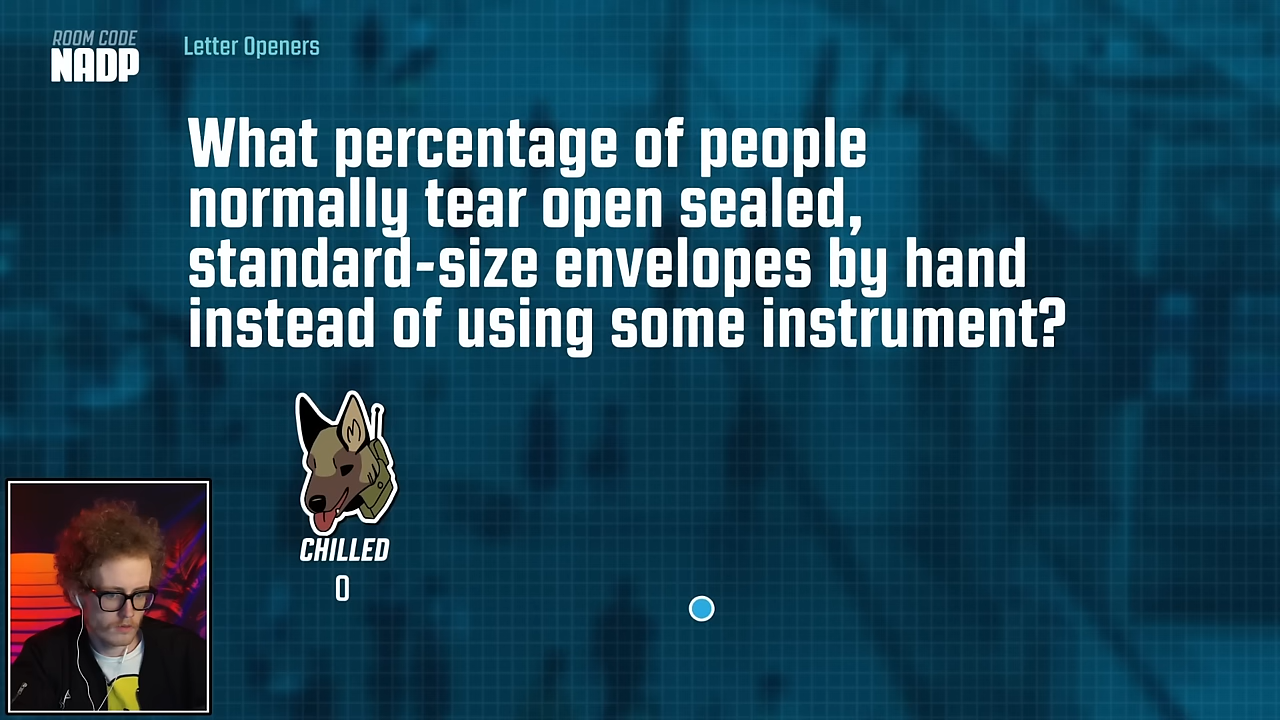 ROOM CODE
NADP
Letter Openers
What percentage of people
normally tear open sealed,
standard-size envelopes by hand
instead of using some instrument?
CHILLED
0